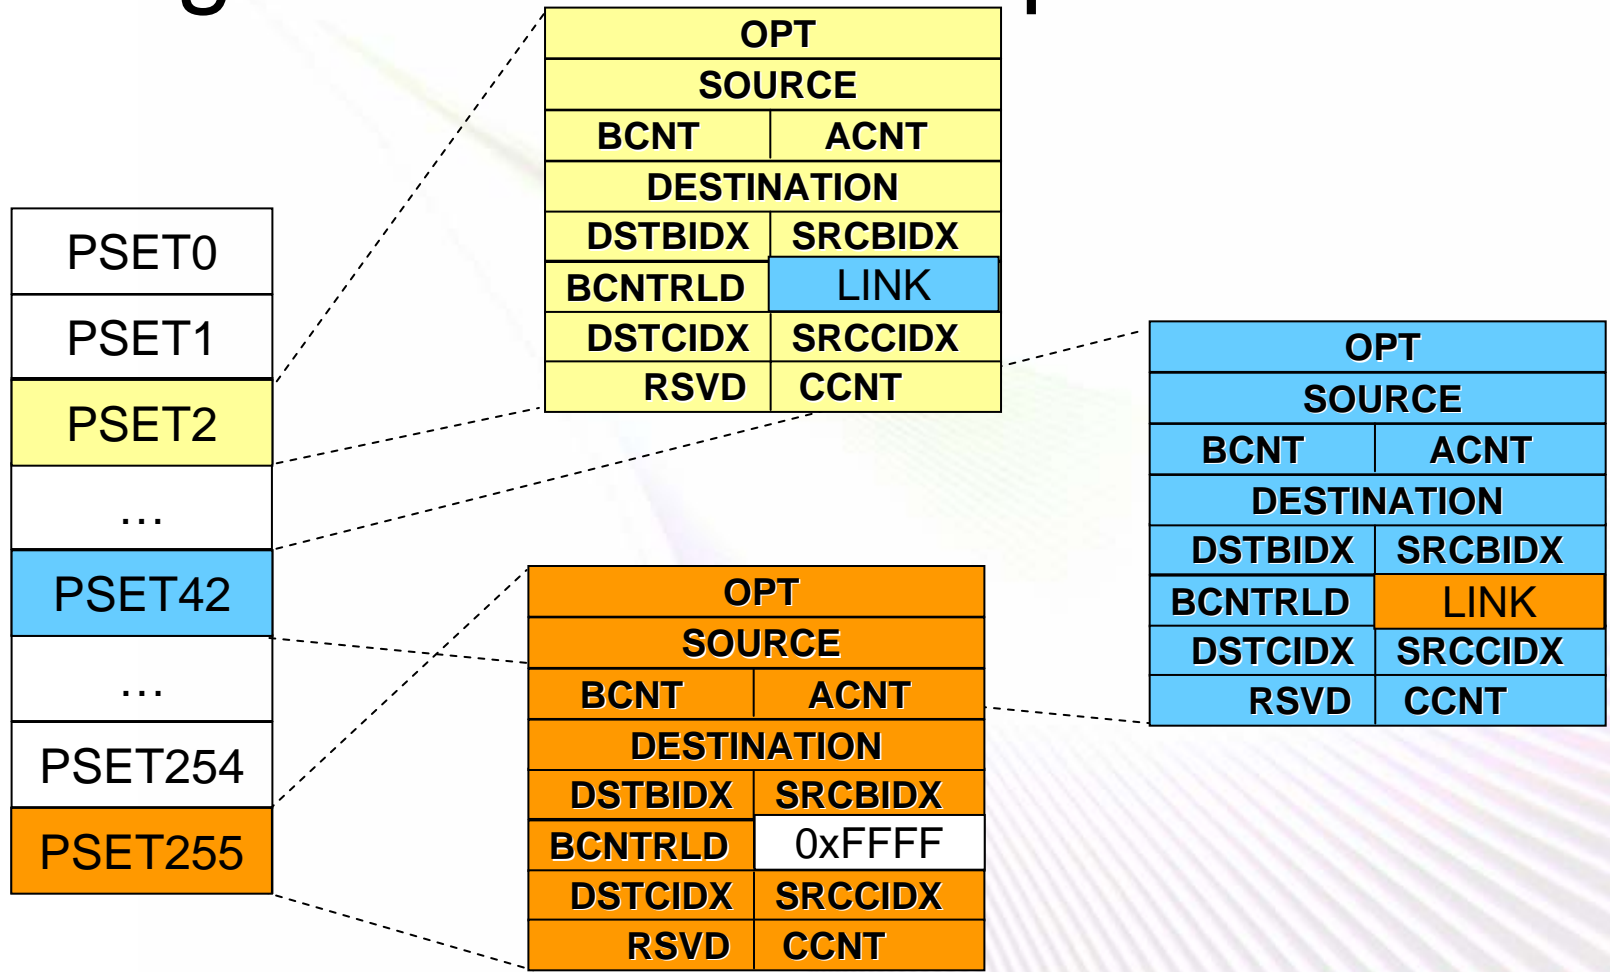 PSET0
PSET1
PSET2
...
PSET42
...
PSET254
PSET255
OPT
SOURCE
BCNT ACNT
DESTINATION
DSTBIDX SRCBIDX
BCNTRLD LINK
DSTCIDX SRCCIDX
RSVD CCNT
OPT
SOURCE
BCNT ACNT
DESTINATION
DSTBIDX SRCBIDX
BCNTRLD LINK
DSTCIDX SRCCIDX
RSVD CCNT
OPT
SOURCE
BCNT ACNT
DESTINATION
DSTBIDX SRCBIDX
BCNTRLD 0xFFFF
DSTCIDX SRCCIDX
RSVD CCNT